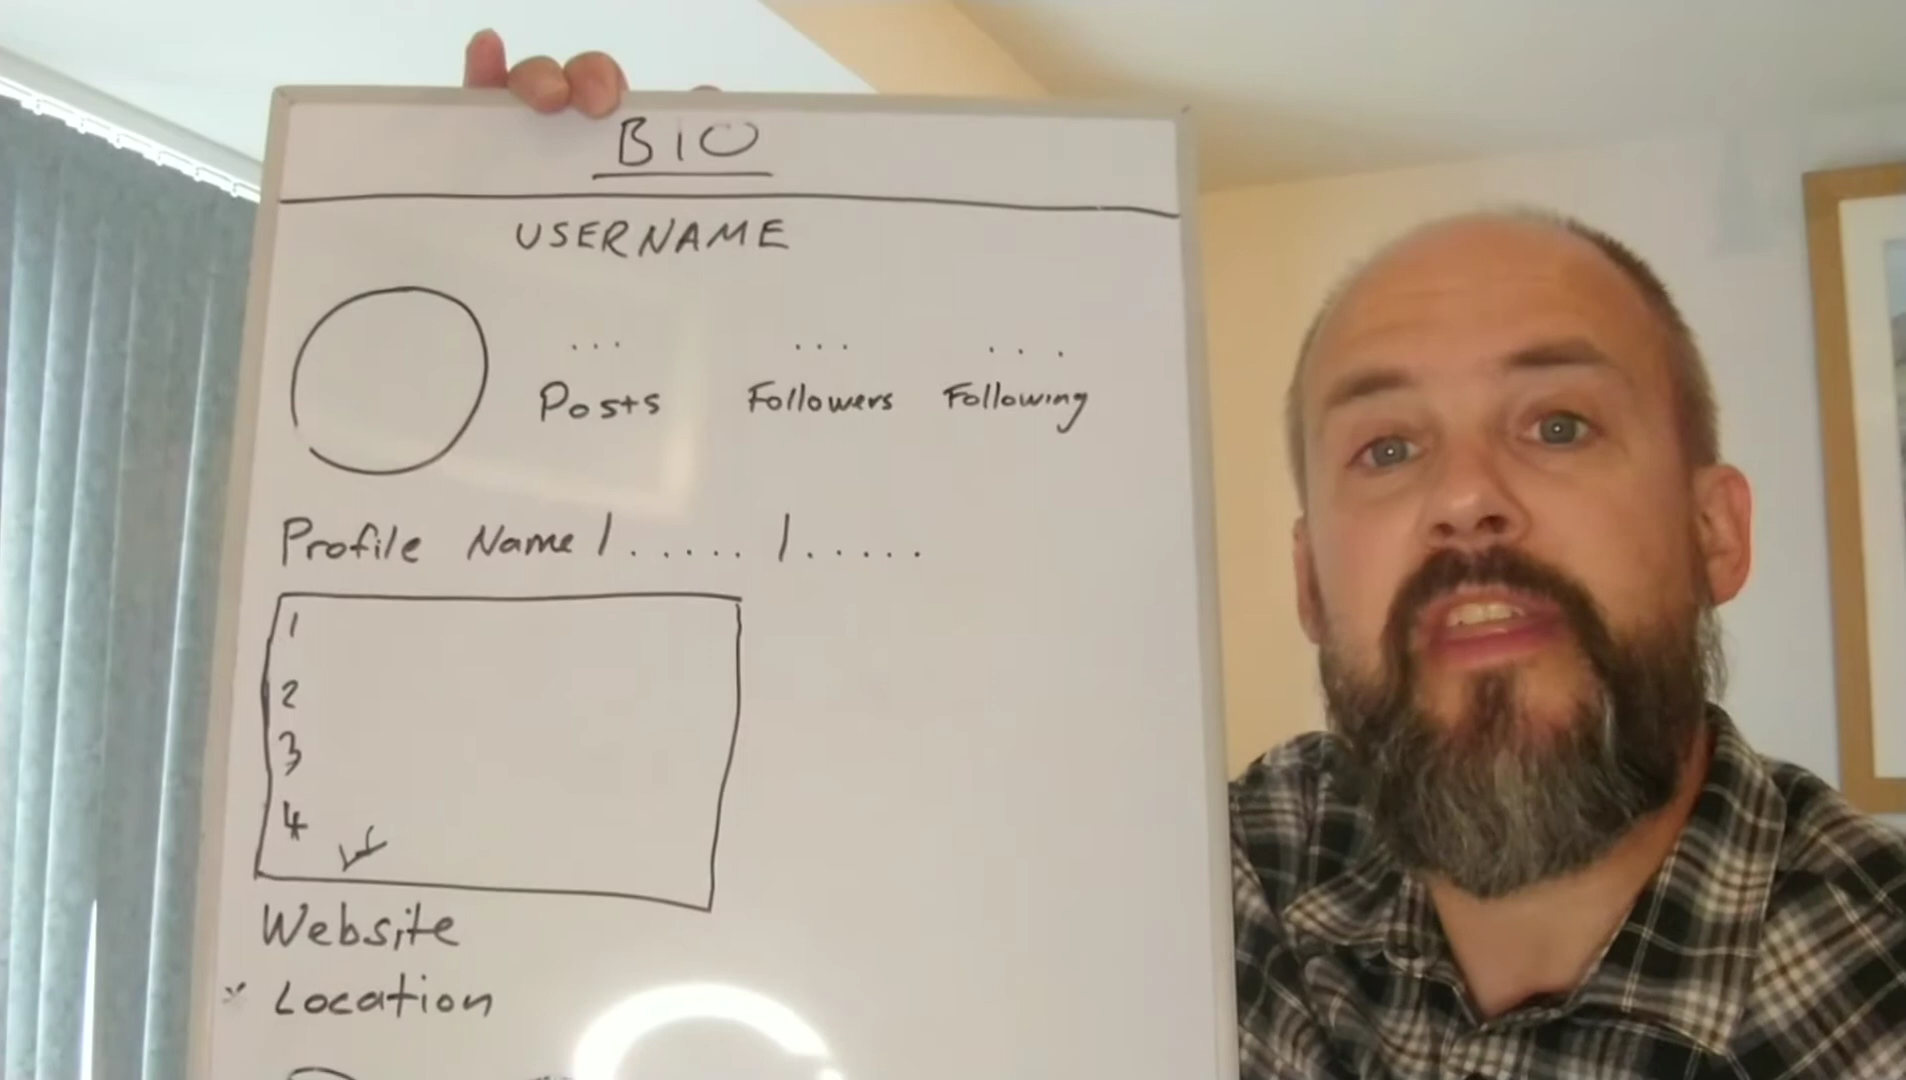 BIO
USERNAME
... ... ...
Posts Followers Following
Profile Name / ..... / .....
1
2
3
4
Website
* Location